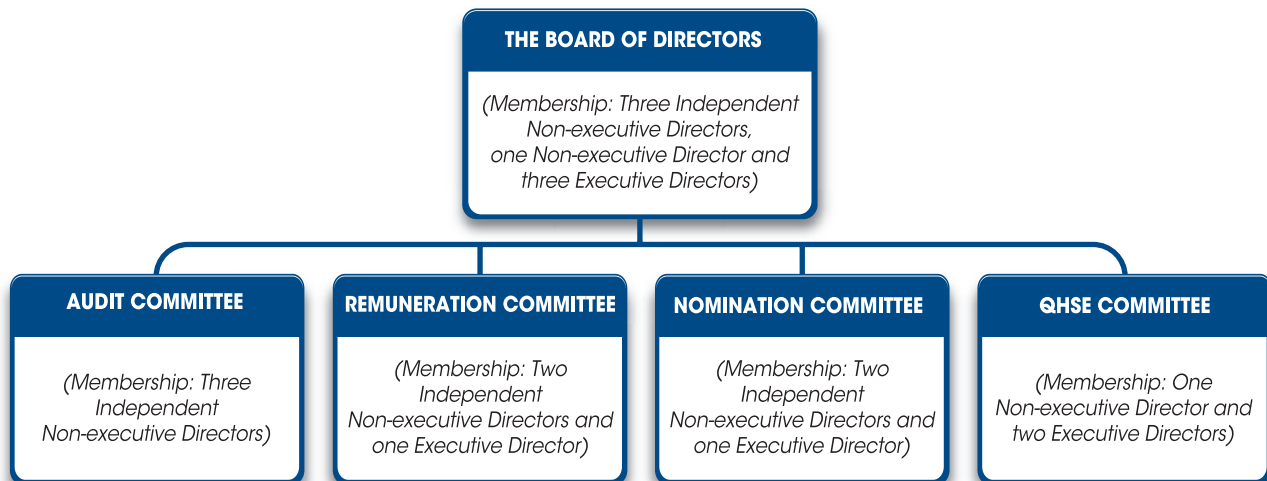 THE BOARD OF DIRECTORS
(Membership: Three Independent
Non-executive Directors,
one Non-executive Director and
three Executive Directors)
AUDIT COMMITTEE
(Membership: Three
Independent
Non-executive Directors)
REMUNERATION COMMITTEE
(Membership: Two
Independent
Non-executive Directors and
one Executive Director)
NOMINATION COMMITTEE
(Membership: Two
Independent
Non-executive Directors and
one Executive Director)
QHSE COMMITTEE
(Membership: One
Non-executive Director and
two Executive Directors)